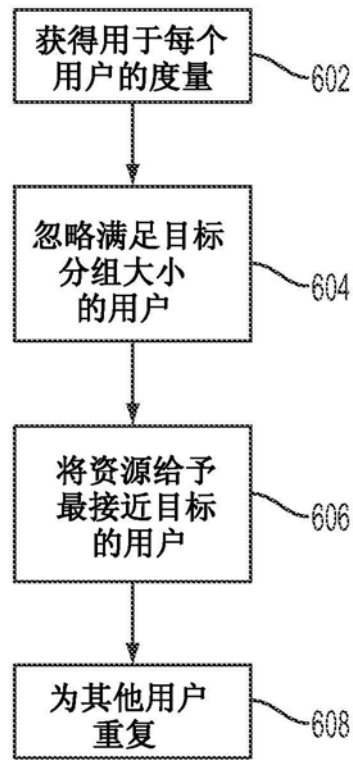 获得用于每个
用户的度量
602
忽略满足目标
分组大小
的用户
604
将资源给予
最接近目标
的用户
606
为其他用户
重复
608